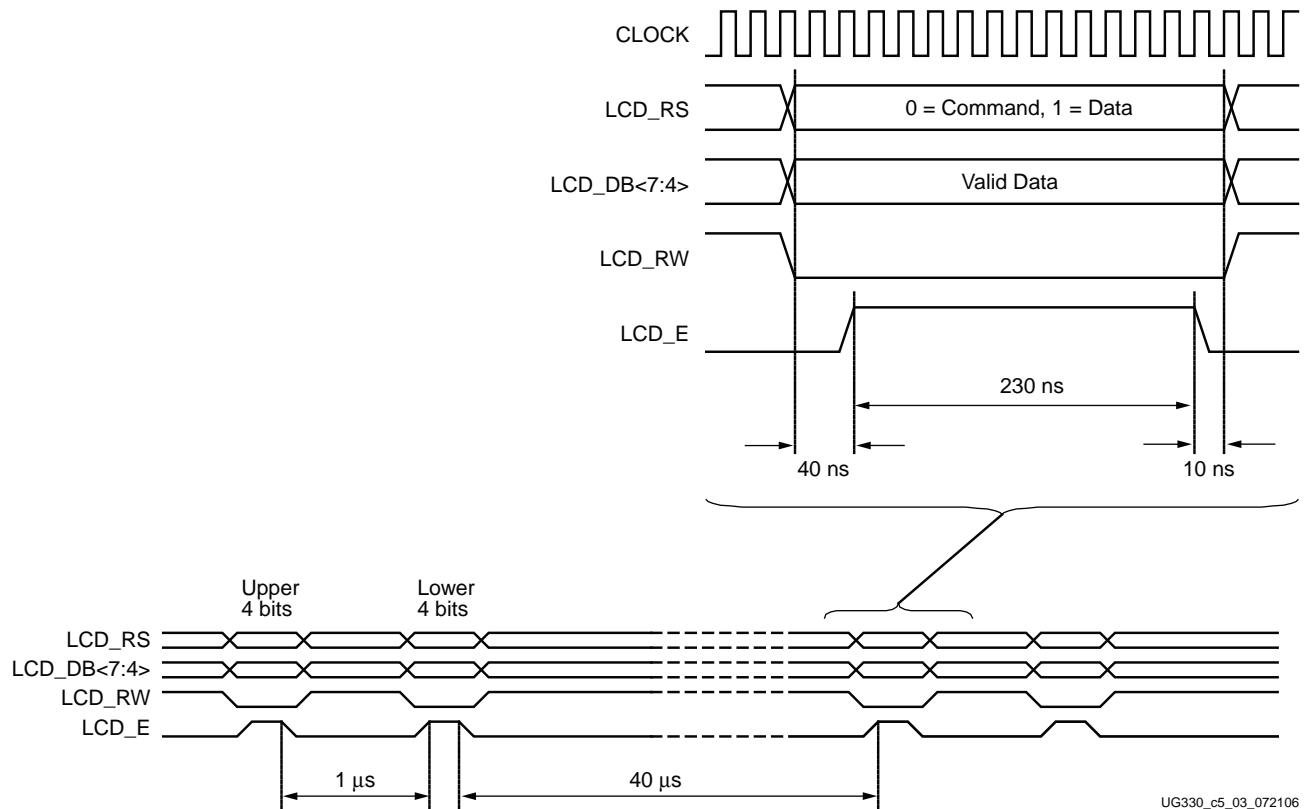 CLOCK
LCD_RS
0 = Command, 1 = Data
LCD_DB<7:4>
Valid Data
LCD_RW
LCD_E
230 ns
40 ns
10 ns
Upper
4 bits
Lower
4 bits
LCD_RS
LCD_DB<7:4>
LCD_RW
LCD_E
1 μs
40 μs
UG330_c5_03_072106